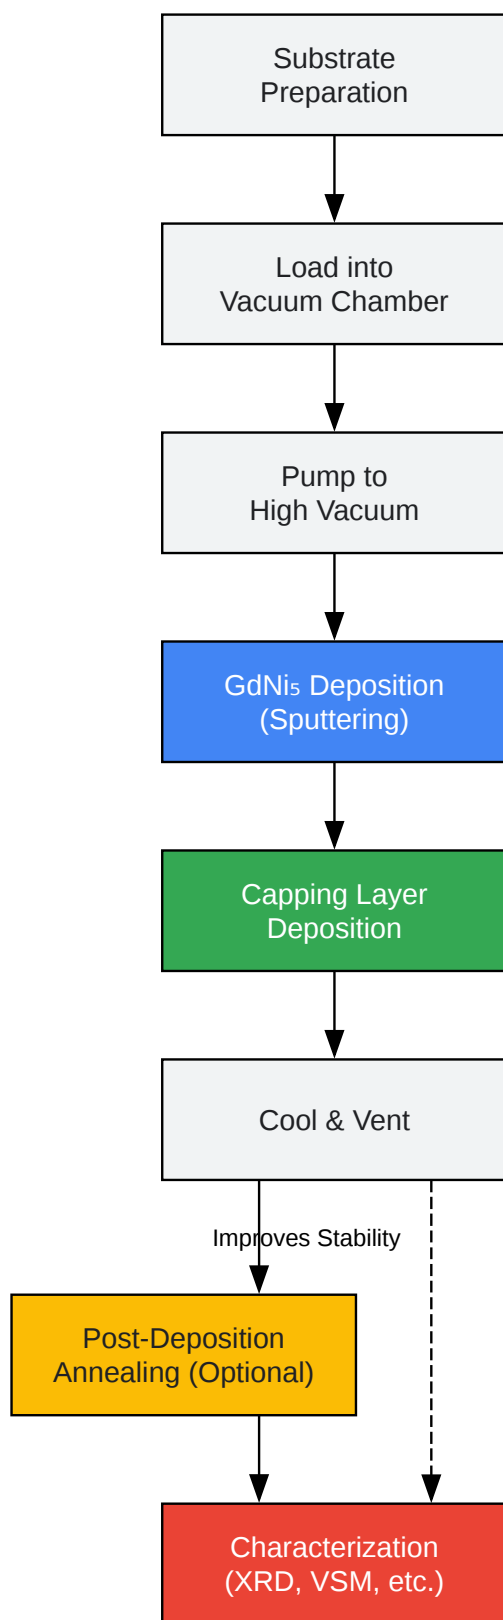 Substrate
Preparation
Load into
Vacuum Chamber
Pump to
High Vacuum
GdNi₅ Deposition
(Sputtering)
Capping Layer
Deposition
Cool & Vent
Improves Stability
Post-Deposition
Annealing (Optional)
Characterization
(XRD, VSM, etc.)